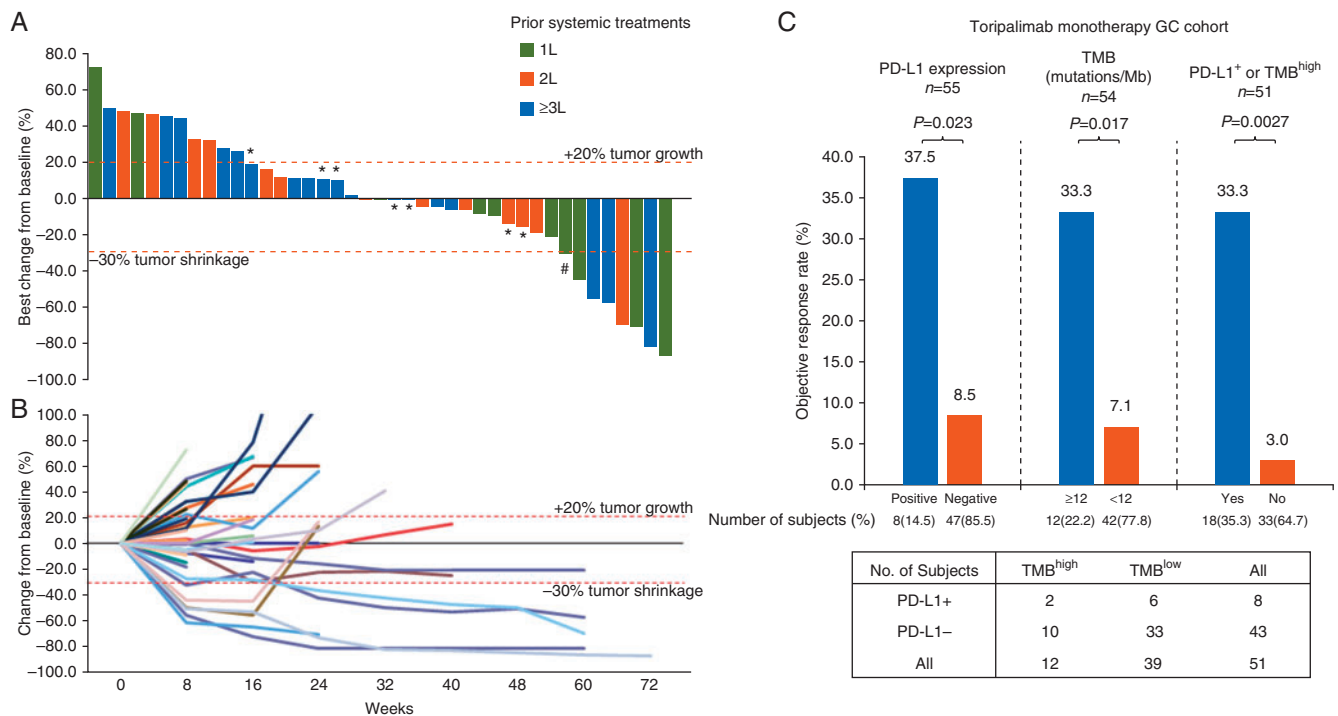 A
Prior systemic treatments
1L
2L
≥3L
80.0
60.0
40.0
20.0
0.0
−20.0
−40.0
−60.0
−80.0
−100.0
Best change from baseline (%)
*
* *
* *
* *
#
+20% tumor growth
−30% tumor shrinkage
B
100.0
80.0
60.0
40.0
20.0
0.0
−20.0
−40.0
−60.0
−80.0
−100.0
Change from baseline (%)
+20% tumor growth
−30% tumor shrinkage
0 8 16 24 32 40 48 60 72
Weeks
C
Toripalimab monotherapy GC cohort
PD-L1 expression
n=55
P=0.023
TMB
(mutations/Mb)
n=54
P=0.017
PD-L1+ or TMBhigh
n=51
P=0.0027
40.0
35.0
30.0
25.0
20.0
15.0
10.0
5.0
0.0
Objective response rate (%)
37.5
8.5
33.3
7.1
33.3
3.0
Positive Negative ≥12 <12 Yes No
Number of subjects (%) 8(14.5) 47(85.5) 12(22.2) 42(77.8) 18(35.3) 33(64.7)
No. of Subjects TMBhigh TMBlow All
PD-L1+ 2 6 8
PD-L1− 10 33 43
All 12 39 51